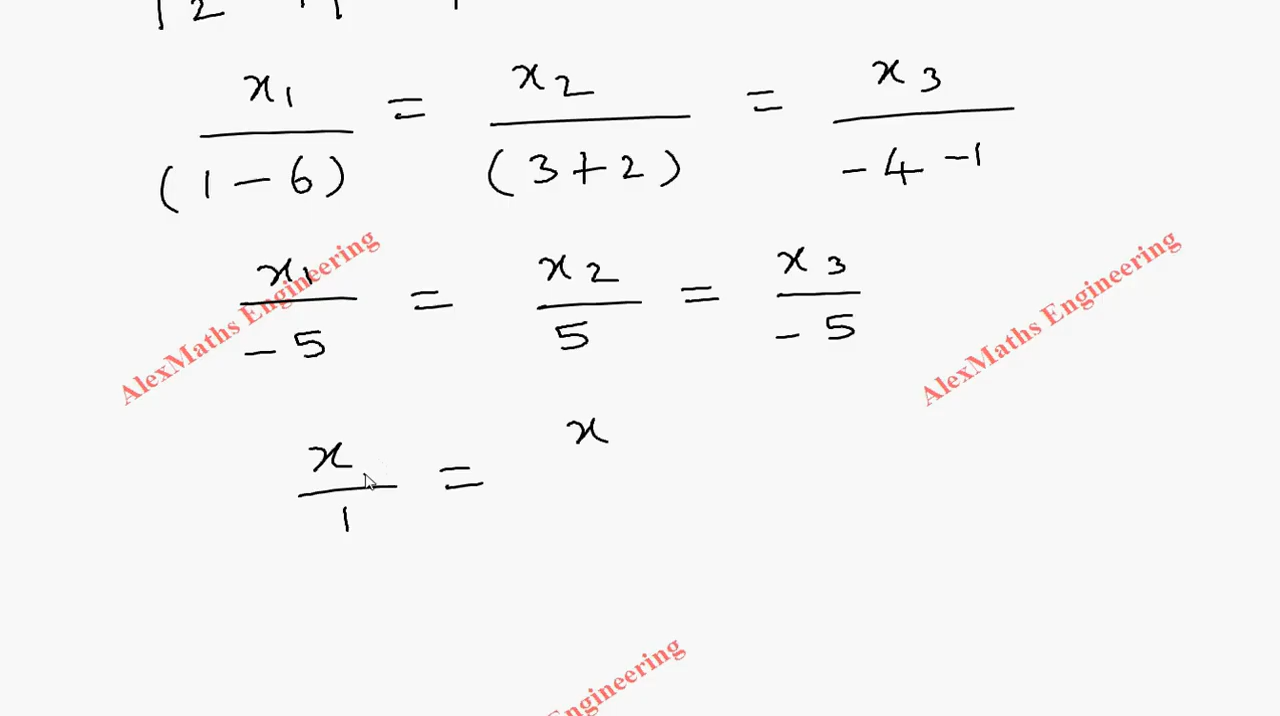 x₁ = x₂ = x₃
(1 - 6) (3 + 2) -4 -1
x₁ = x₂ = x₃
-5 5 -5
x = x
1
AlexMaths Engineering
AlexMaths Engineering
Engineering